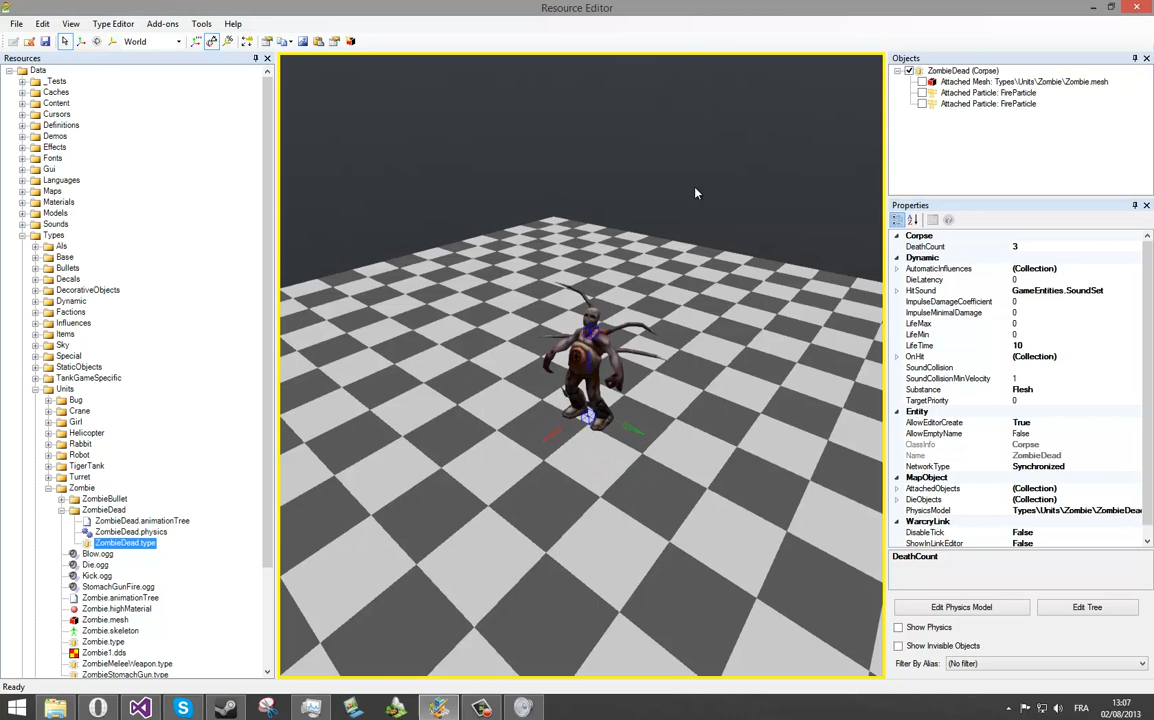 Resource Editor
File Edit View Type Editor Add-ons Tools Help
World
Resources
Data
_Tests
Caches
Content
Cursors
Definitions
Demos
Effects
Fonts
Gui
Languages
Maps
Materials
Models
Sounds
Types
AIs
Base
Bullets
Decals
DecorativeObjects
Dynamic
Factions
Influences
Items
Sky
Special
StaticObjects
TankGameSpecific
Units
Bug
Crane
Girl
Helicopter
Rabbit
Robot
TigerTank
Turret
Zombie
ZombieBullet
ZombieDead
ZombieDead.animationTree
ZombieDead.physics
ZombieDead.type
Blow.ogg
Die.ogg
Kick.ogg
StomachGunFire.ogg
Zombie.animationTree
Zombie.highMaterial
Zombie.mesh
Zombie.skeleton
Zombie.type
Zombie1.dds
ZombieMeleeWeapon.type
ZombieStomachGun.type
Objects
ZombieDead (Corpse)
Attached Mesh: Types\Units\Zombie\Zombie.mesh
Attached Particle: FireParticle
Attached Particle: FireParticle
Properties
Corpse
DeathCount 3
Dynamic
AutomaticInfluences (Collection)
DieLatency 0
HitSound GameEntities.SoundSet
ImpulseDamageCoefficient 0
ImpulseMinimalDamage 0
LifeMax 0
LifeMin 0
LifeTime 10
OnHit (Collection)
SoundCollision
SoundCollisionMinVelocity 1
Substance Flesh
TargetPriority 0
Entity
AllowEditorCreate True
AllowEmptyName False
ClassInfo Corpse
Name ZombieDead
NetworkType Synchronized
MapObject
AttachedObjects (Collection)
DieObjects (Collection)
PhysicsModel Types\Units\Zombie\ZombieDead
WarcryLink
DisableTick False
ShowInLinkEditor False
DeathCount
Edit Physics Model Edit Tree
Show Physics
Show Invisible Objects
Filter By Alias: (No filter)
Ready
FRA
13:07
02/08/2013